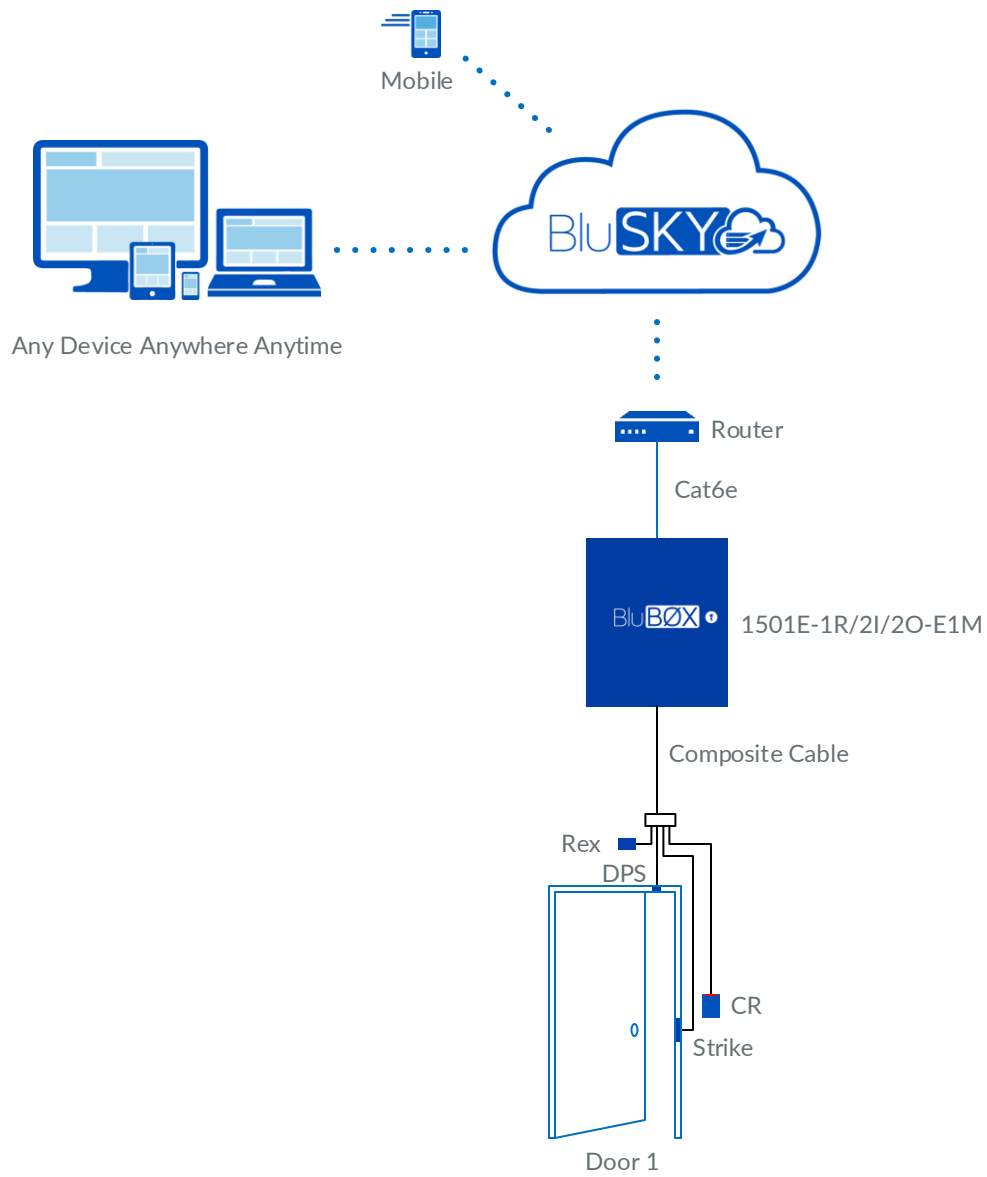 Mobile
BluSKY
Any Device Anywhere Anytime
Router
Cat6e
BluBØX
1501E-1R/2I/2O-E1M
Composite Cable
Rex
DPS
CR
Strike
Door 1